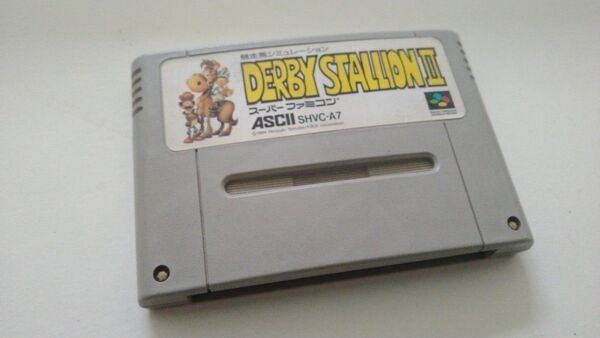 競走馬シミュレーション
DERBY STALLION II
スーパーファミコン
ASCII SHVC-A7